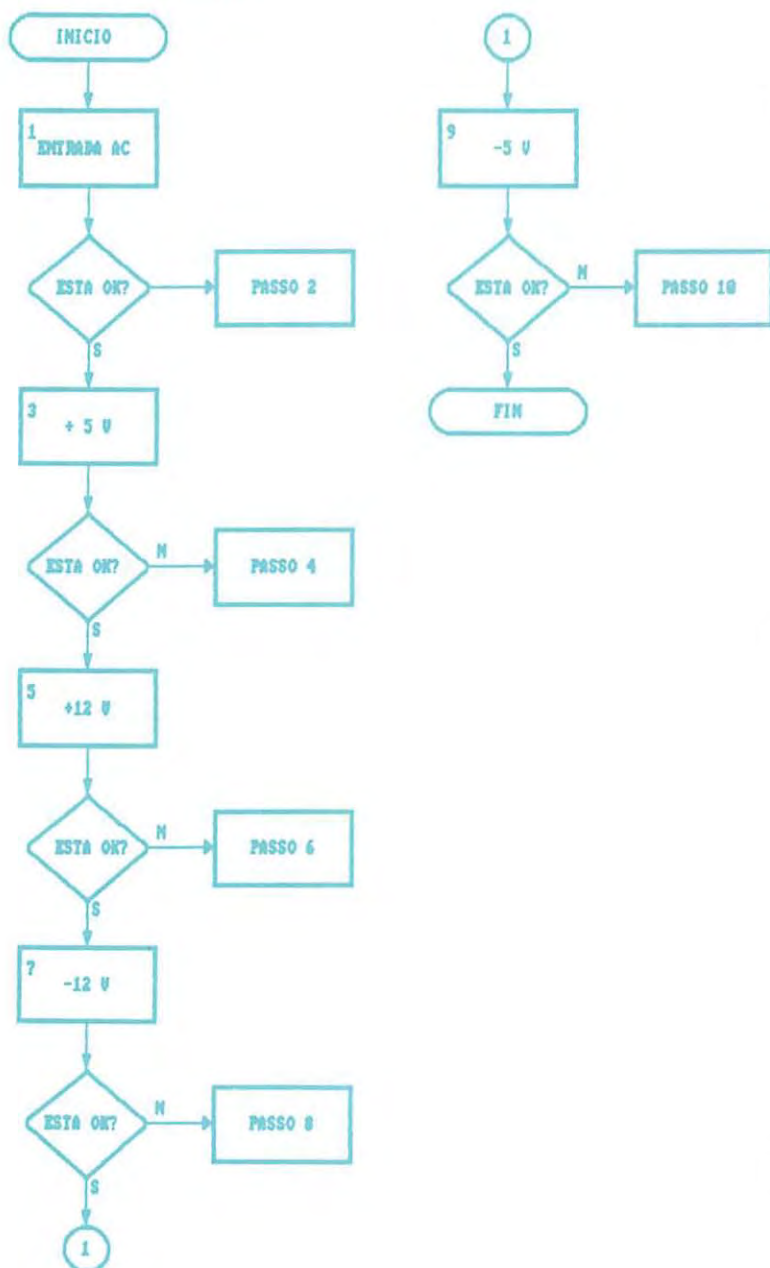 INICIO
1
ENTRADA AC
ESTA OK?
PASSO 2
S
3
+ 5 V
ESTA OK?
N
PASSO 4
S
5
+12 V
ESTA OK?
N
PASSO 6
S
7
-12 V
ESTA OK?
N
PASSO 8
S
1
1
9
-5 V
ESTA OK?
N
PASSO 10
S
FIM